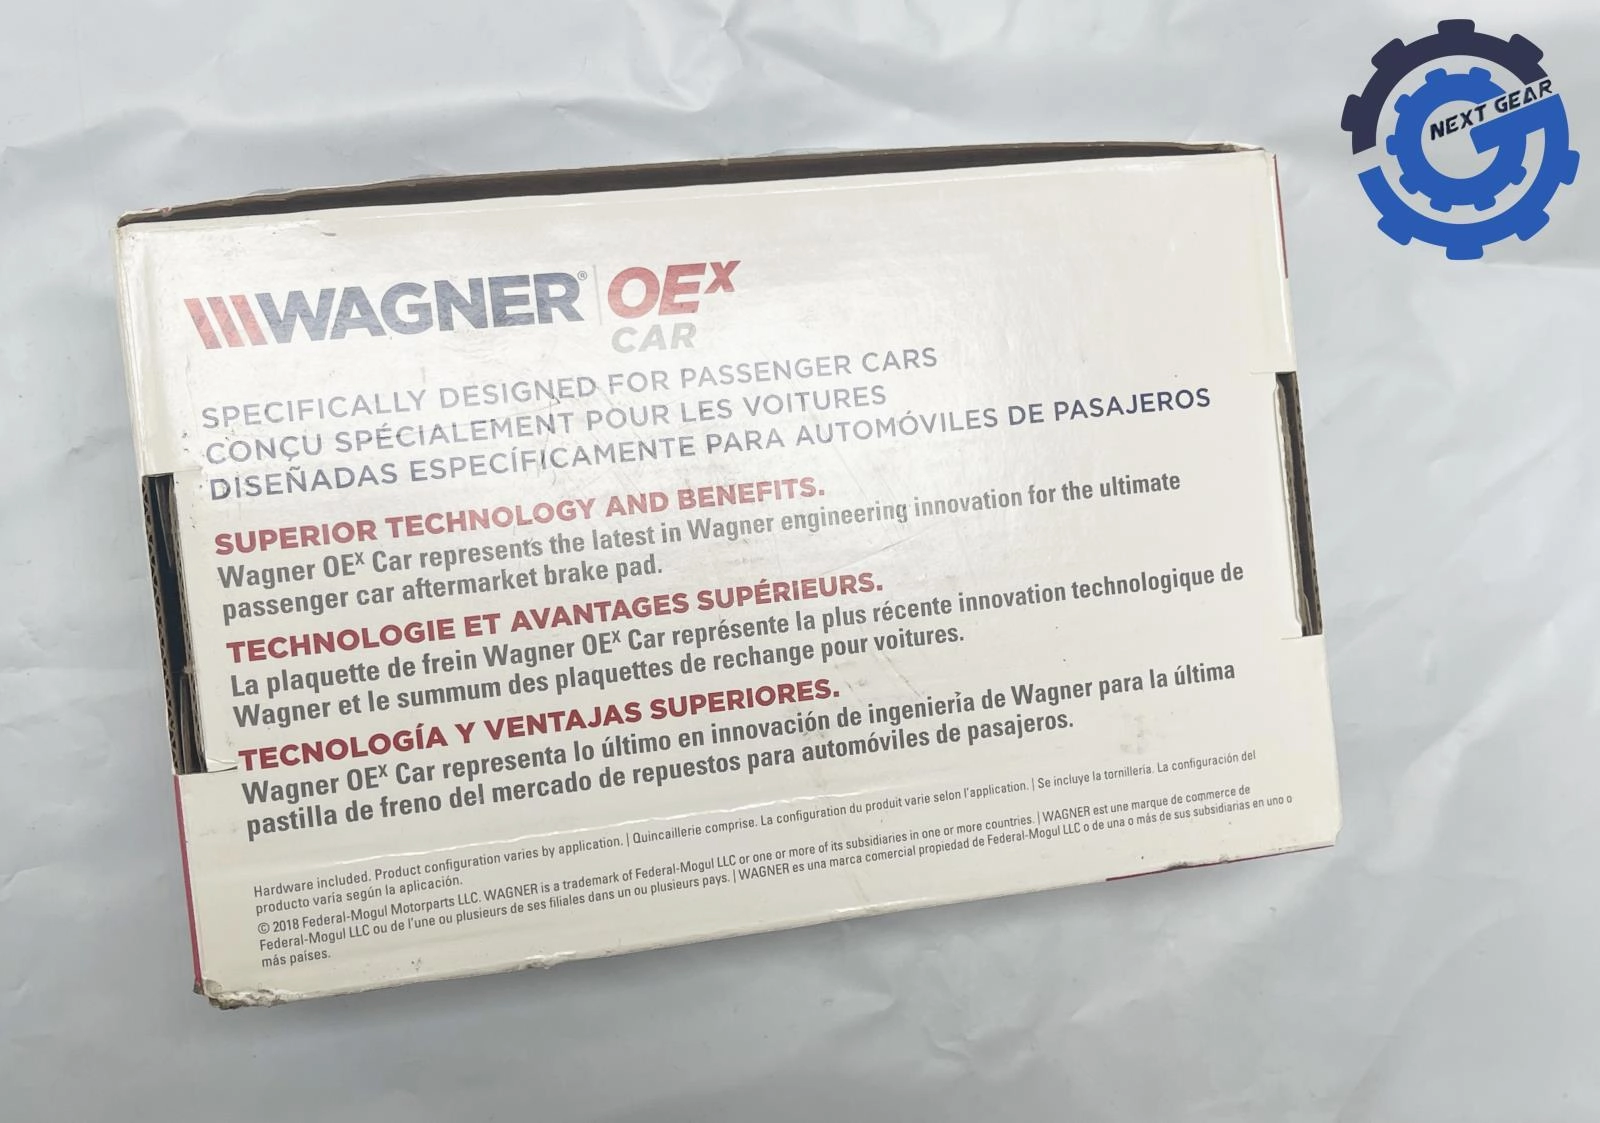 NEXT GEAR
WAGNER® OEX
CAR
SPECIFICALLY DESIGNED FOR PASSENGER CARS
CONÇU SPÉCIALEMENT POUR LES VOITURES
DISEÑADAS ESPECÍFICAMENTE PARA AUTOMÓVILES DE PASAJEROS
SUPERIOR TECHNOLOGY AND BENEFITS.
Wagner OEX Car represents the latest in Wagner engineering innovation for the ultimate
passenger car aftermarket brake pad.
TECHNOLOGIE ET AVANTAGES SUPÉRIEURS.
La plaquette de frein Wagner OEX Car représente la plus récente innovation technologique de
Wagner et le summum des plaquettes de rechange pour voitures.
TECNOLOGÍA Y VENTAJAS SUPERIORES.
Wagner OEX Car representa lo último en innovación de ingeniería de Wagner para la última
pastilla de freno del mercado de repuestos para automóviles de pasajeros.
Hardware included. Product configuration varies by application. | Quincaillerie comprise. La configuration du produit varie selon l'application. | Se incluye la tornillería. La configuración del
producto varía según la aplicación.
© 2018 Federal-Mogul Motorparts LLC. WAGNER is a trademark of Federal-Mogul LLC or one or more of its subsidiaries in one or more countries. | WAGNER est une marque de commerce de
Federal-Mogul LLC ou de l'une ou plusieurs de ses filiales dans un ou plusieurs pays. | WAGNER es una marca comercial propiedad de Federal-Mogul LLC o de una o más de sus subsidiarias en uno o
más países.